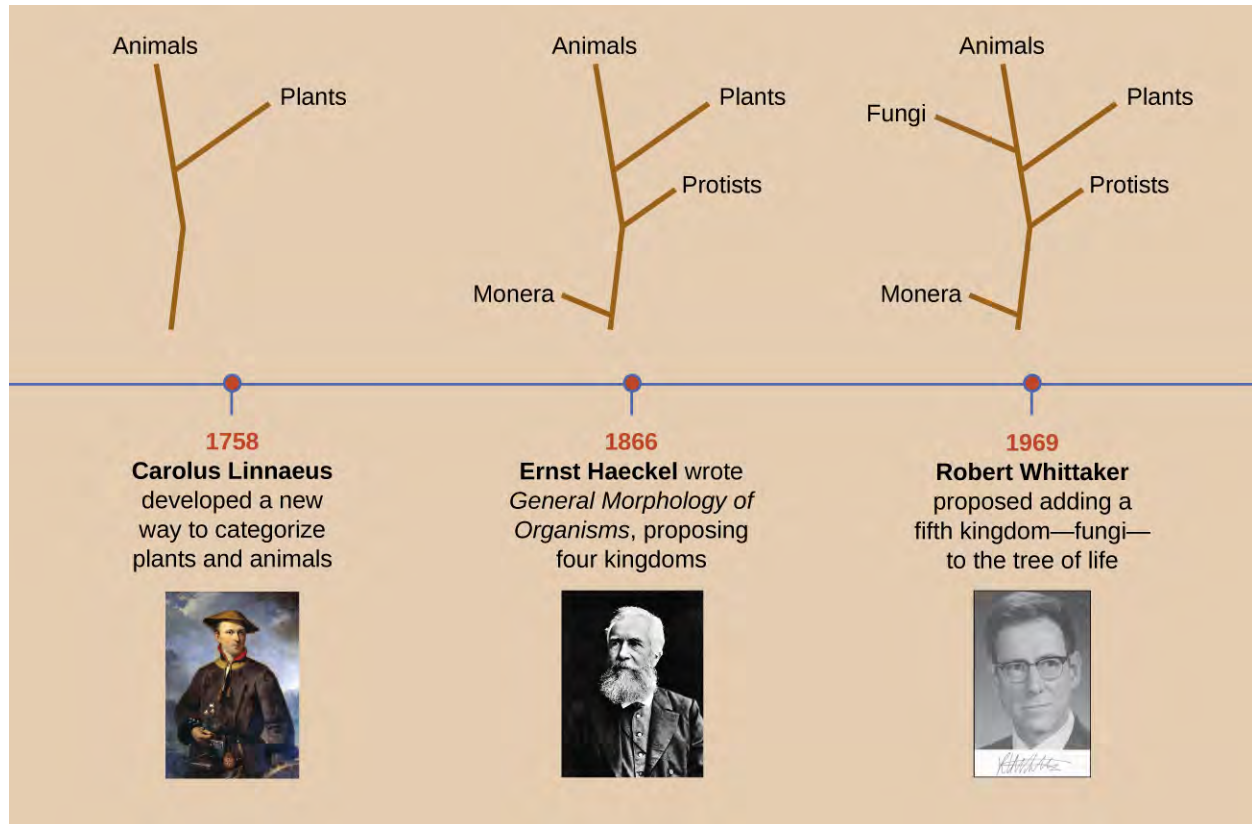 Animals
Plants
Animals
Plants
Protists
Monera
Animals
Fungi
Plants
Protists
Monera
1758
Carolus Linnaeus
developed a new
way to categorize
plants and animals
1866
Ernst Haeckel wrote
General Morphology of
Organisms, proposing
four kingdoms
1969
Robert Whittaker
proposed adding a
fifth kingdom—fungi—
to the tree of life